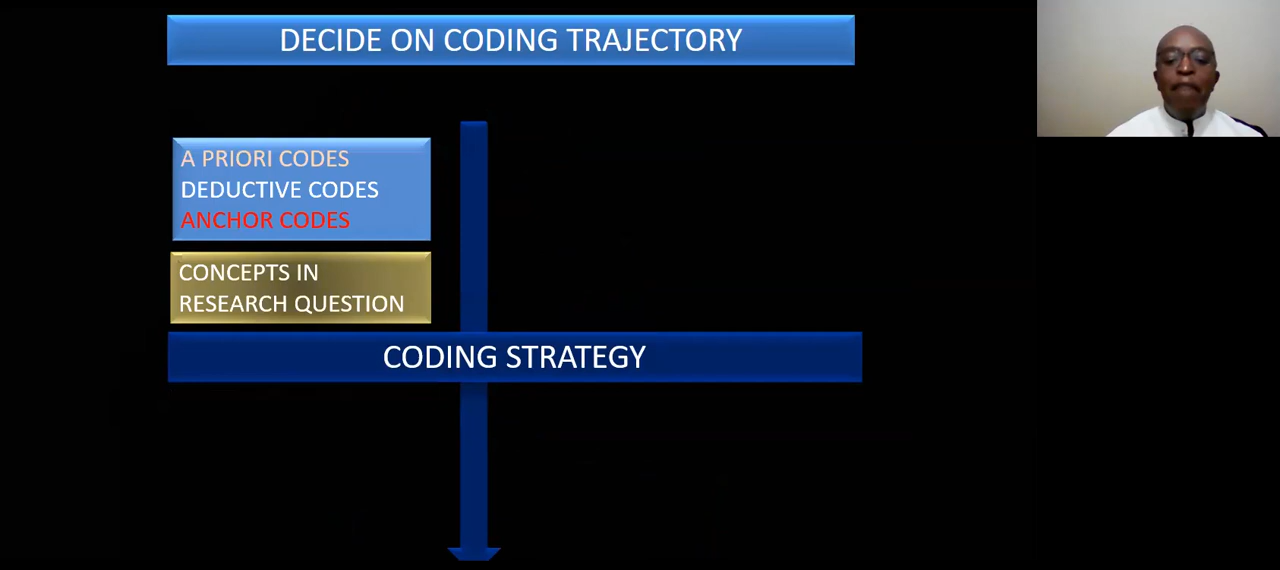 DECIDE ON CODING TRAJECTORY
A PRIORI CODES
DEDUCTIVE CODES
ANCHOR CODES
CONCEPTS IN
RESEARCH QUESTION
CODING STRATEGY